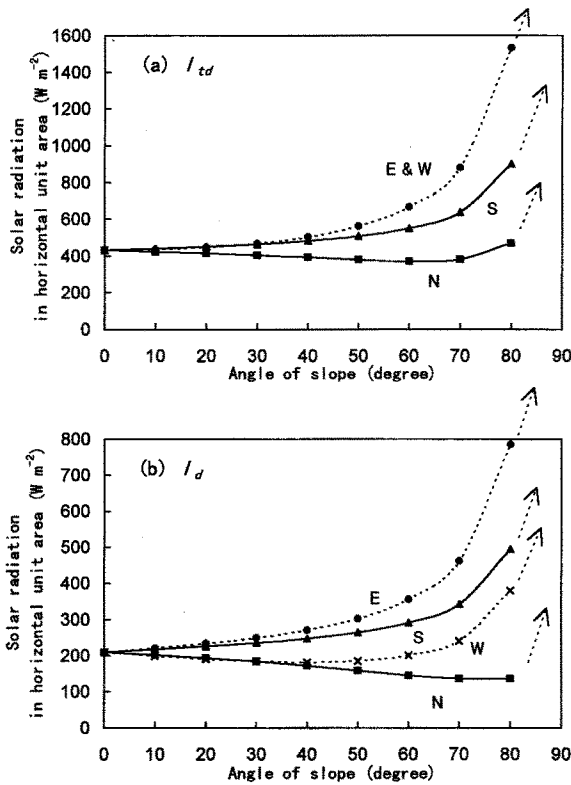 (a) I_td
Solar radiation
in horizontal unit area (W m⁻²)
1600
1400
1200
1000
800
600
400
200
0
E & W
S
N
0 10 20 30 40 50 60 70 80 90
Angle of slope (degree)
(b) I_d
Solar radiation
in horizontal unit area (W m⁻²)
800
700
600
500
400
300
200
100
0
E
S
W
N
0 10 20 30 40 50 60 70 80 90
Angle of slope (degree)